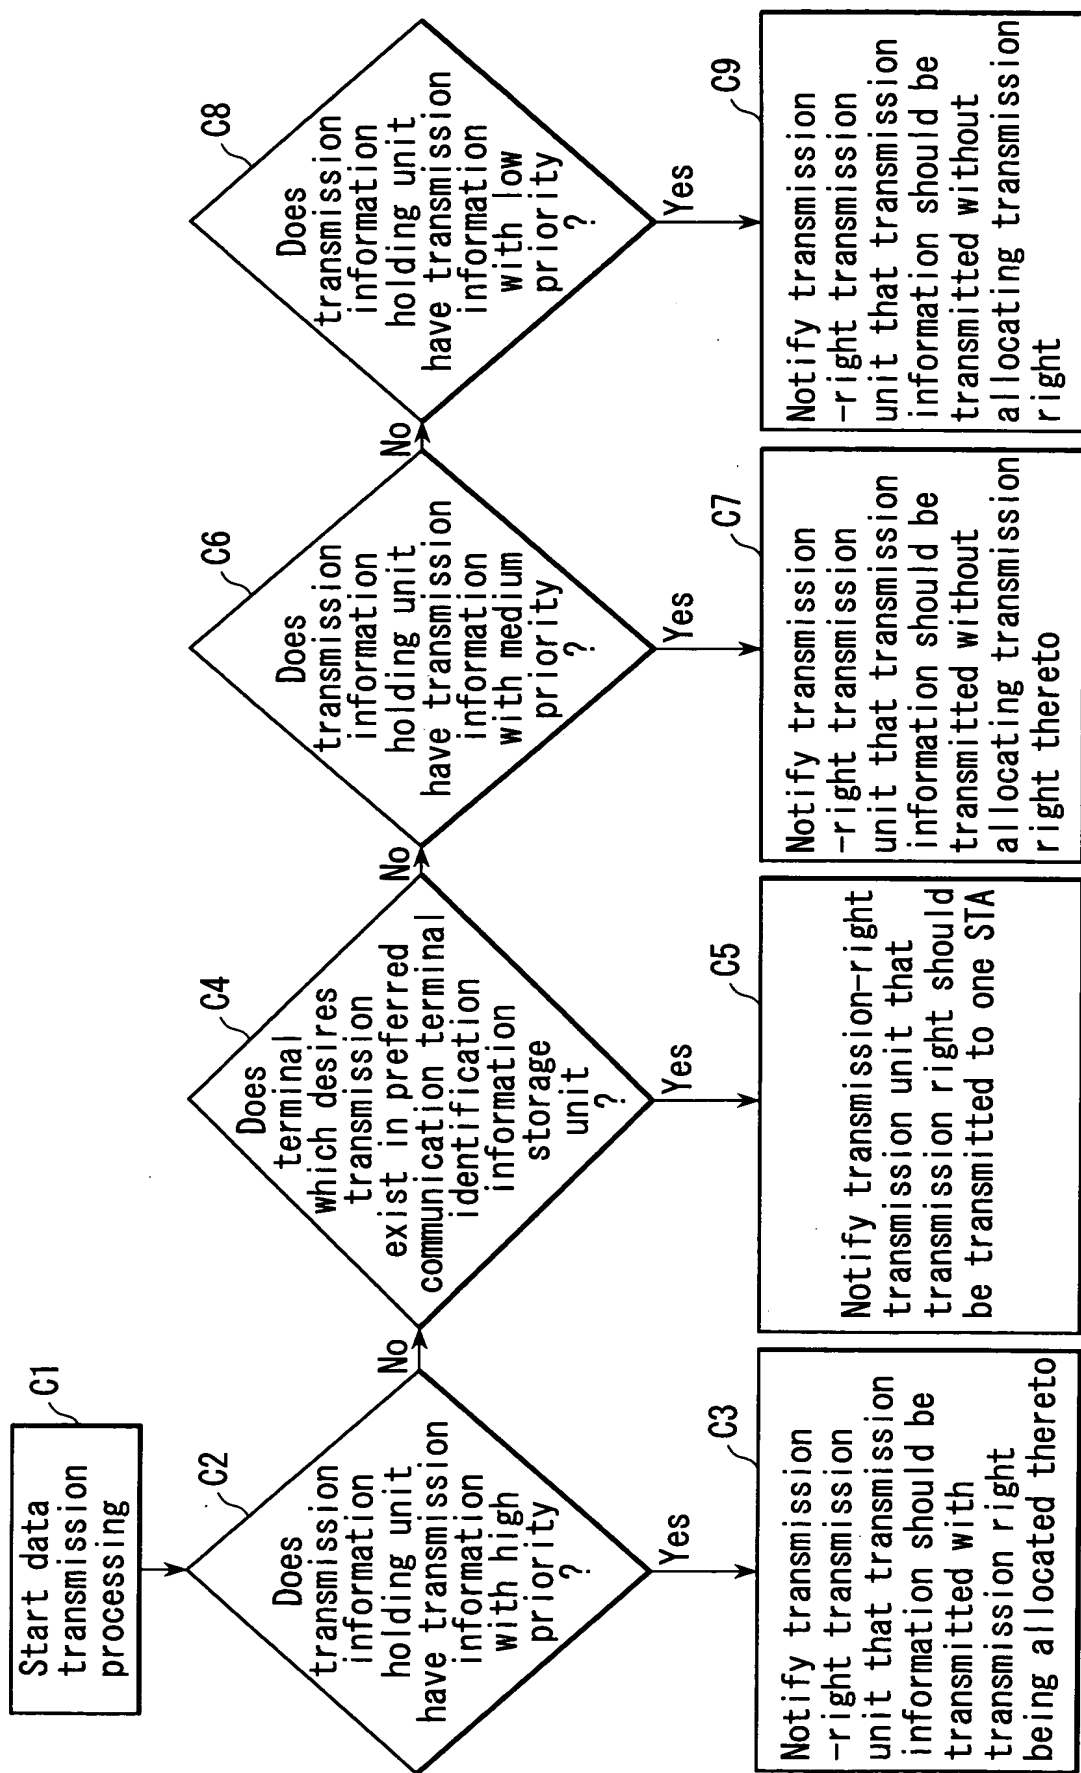 C1
Start data
transmission
processing
C2
Does
transmission
information
holding unit
have transmission
information
with high
priority
?
No
Yes
C3
Notify transmission
-right transmission
unit that transmission
information should be
transmitted with
transmission right
being allocated thereto
C4
Does
terminal
which desires
transmission
exist in preferred
communication terminal
identification
information
storage
unit
?
No
Yes
C5
Notify transmission-right
transmission unit that
transmission right should
be transmitted to one STA
C6
Does
transmission
information
holding unit
have transmission
information
with medium
priority
?
No
Yes
C7
Notify transmission
-right transmission
unit that transmission
information should be
transmitted without
allocating transmission
right thereto
C8
Does
transmission
information
holding unit
have transmission
information
with low
priority
?
Yes
C9
Notify transmission
-right transmission
unit that transmission
information should be
transmitted without
allocating transmission
right